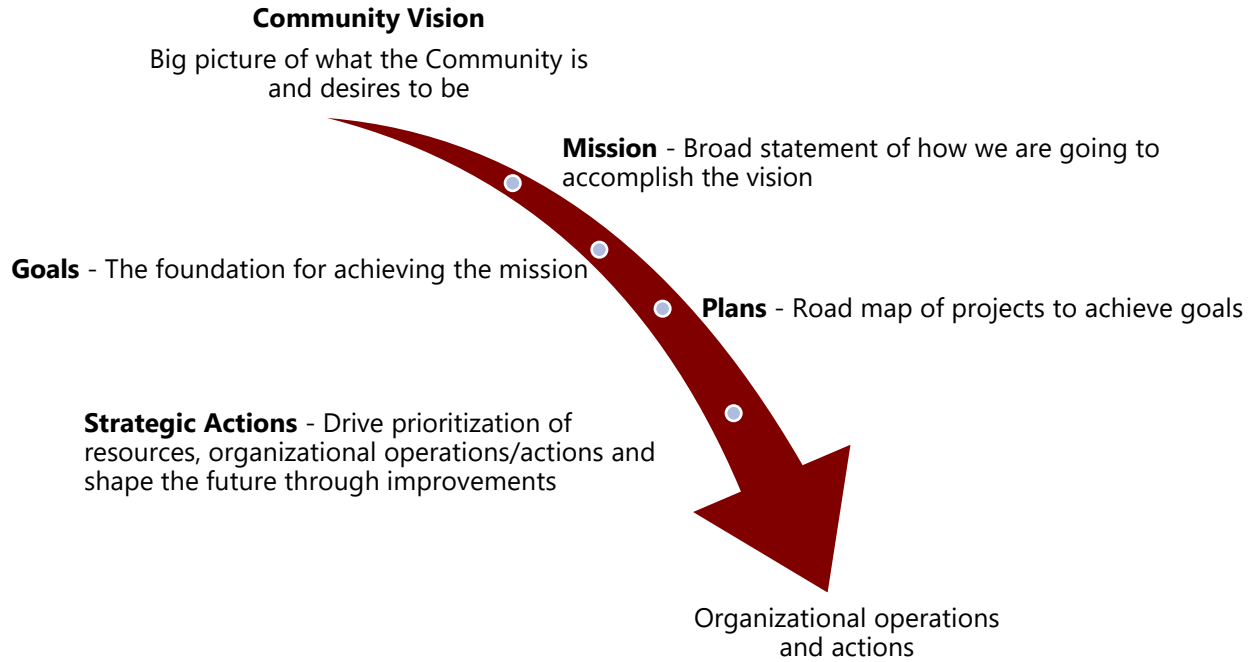 Community Vision
Big picture of what the Community is
and desires to be
Mission - Broad statement of how we are going to
accomplish the vision
Goals - The foundation for achieving the mission
Plans - Road map of projects to achieve goals
Strategic Actions - Drive prioritization of
resources, organizational operations/actions and
shape the future through improvements
Organizational operations
and actions